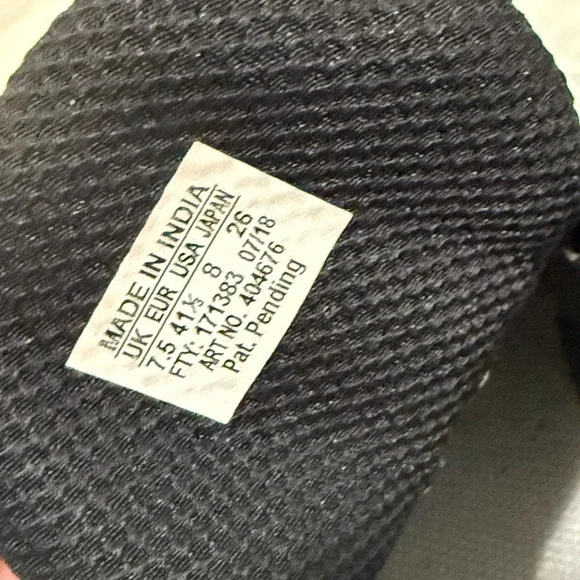 MADE IN INDIA
UK EUR USA JAPAN
7.5 41⅓ 8 26
FTY: 171383 07/18
ART NO. 404676
Pat. Pending